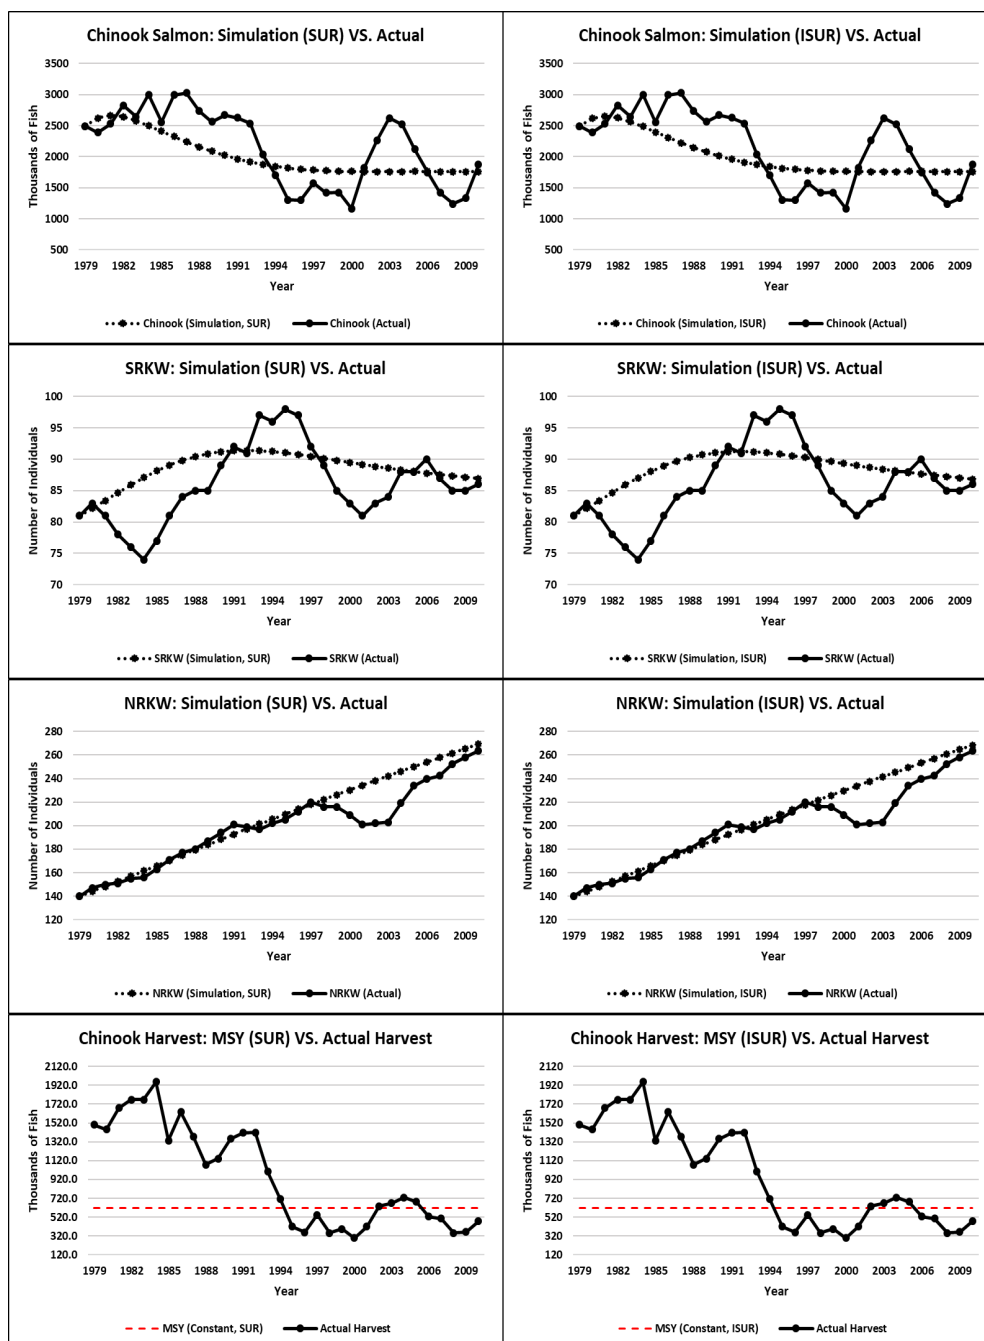 Chinook Salmon: Simulation (SUR) VS. Actual
Thousands of Fish
3500
3000
2500
2000
1500
1000
500
1979 1982 1985 1988 1991 1994 1997 2000 2003 2006 2009
Year
Chinook (Simulation, SUR) Chinook (Actual)
Chinook Salmon: Simulation (ISUR) VS. Actual
Thousands of Fish
3500
3000
2500
2000
1500
1000
500
1979 1982 1985 1988 1991 1994 1997 2000 2003 2006 2009
Year
Chinook (Simulation, ISUR) Chinook (Actual)
SRKW: Simulation (SUR) VS. Actual
Number of Individuals
100
95
90
85
80
75
70
1979 1982 1985 1988 1991 1994 1997 2000 2003 2006 2009
Year
SRKW (Simulation, SUR) SRKW (Actual)
SRKW: Simulation (ISUR) VS. Actual
Number of Individuals
100
95
90
85
80
75
70
1979 1982 1985 1988 1991 1994 1997 2000 2003 2006 2009
Year
SRKW (Simulation, ISUR) SRKW (Actual)
NRKW: Simulation (SUR) VS. Actual
Number of Individuals
280
260
240
220
200
180
160
140
120
1979 1982 1985 1988 1991 1994 1997 2000 2003 2006 2009
Year
NRKW (Simulation, SUR) NRKW (Actual)
NRKW: Simulation (ISUR) VS. Actual
Number of Individuals
280
260
240
220
200
180
160
140
120
1979 1982 1985 1988 1991 1994 1997 2000 2003 2006 2009
Year
NRKW (Simulation, ISUR) NRKW (Actual)
Chinook Harvest: MSY (SUR) VS. Actual Harvest
Thousands of Fish
2120.0
1920.0
1720.0
1520.0
1320.0
1120.0
920.0
720.0
520.0
320.0
120.0
1979 1982 1985 1988 1991 1994 1997 2000 2003 2006 2009
Year
MSY (Constant, SUR) Actual Harvest
Chinook Harvest: MSY (ISUR) VS. Actual Harvest
Thousands of Fish
2120
1920
1720
1520
1320
1120
920
720
520
320
120
1979 1982 1985 1988 1991 1994 1997 2000 2003 2006 2009
Year
MSY (Constant, ISUR) Actual Harvest